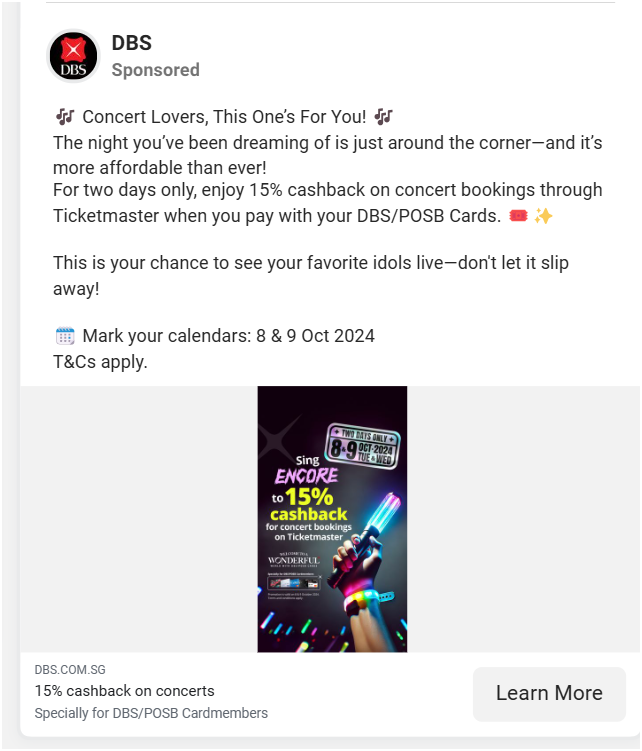 DBS
DBS
Sponsored
🎶 Concert Lovers, This One’s For You! 🎶
The night you’ve been dreaming of is just around the corner—and it’s
more affordable than ever!
For two days only, enjoy 15% cashback on concert bookings through
Ticketmaster when you pay with your DBS/POSB Cards. 🎟️ ✨
This is your chance to see your favorite idols live—don't let it slip
away!
🗓️ Mark your calendars: 8 & 9 Oct 2024
T&Cs apply.
TWO DAYS ONLY
8&9 OCT 2024
TUE & WED
Sing
ENCORE
to 15%
cashback
for concert bookings
on Ticketmaster
WONDERFUL
DBS.COM.SG
15% cashback on concerts
Specially for DBS/POSB Cardmembers
Learn More